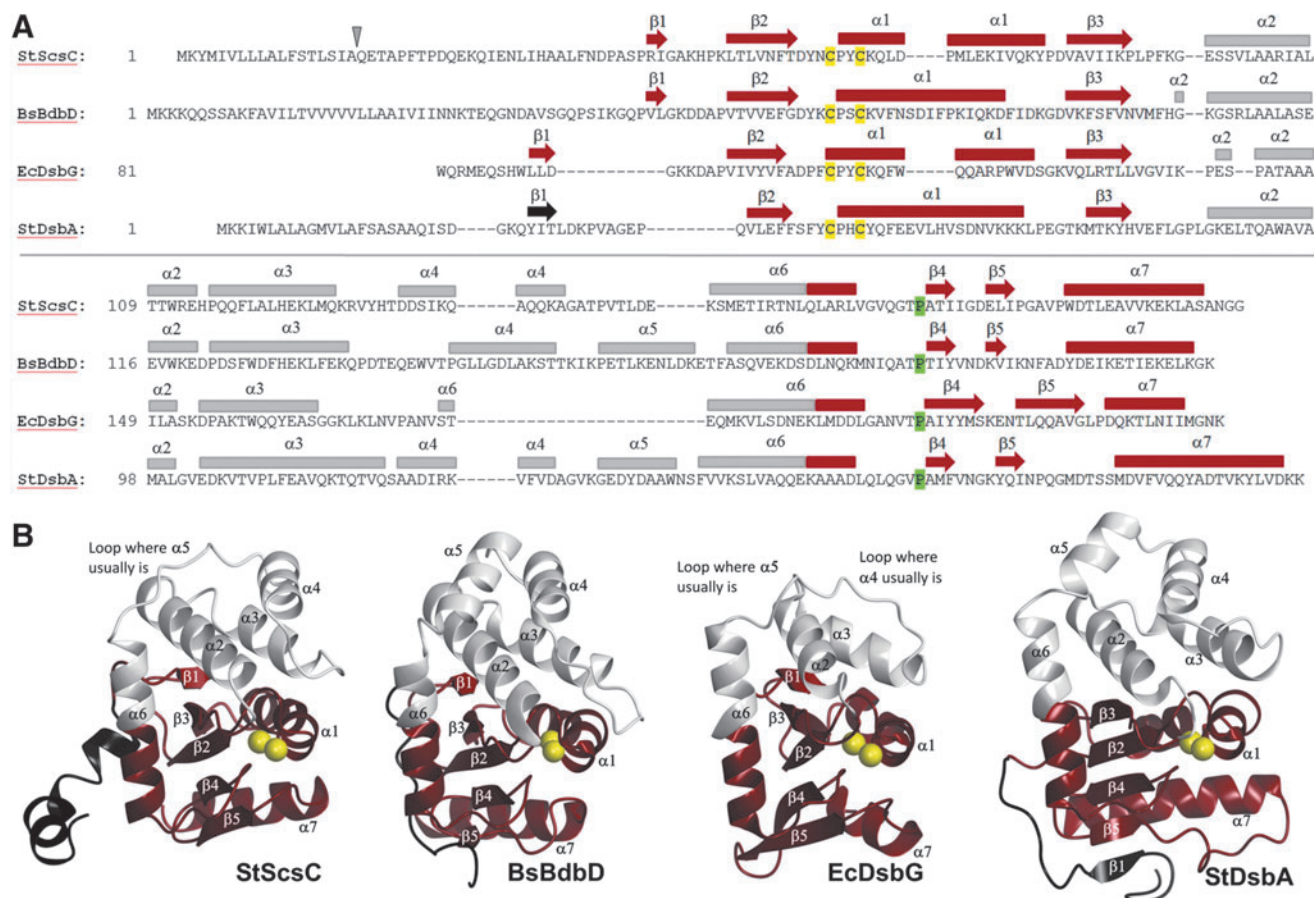 A
β1 β2 α1 α1 β3 α2
StScsC: 1 MKYMIVLLLALFSTLSIAQETAPFTPDQEKQIENLIHAALFNDPASPRIGAKHPKLTLVNFTDYNCPYCKQLD----PMLEKIVQKYPDVAVIIKPLPFKG-ESSVLAARIAL
β1 β2 α1 β3 α2 α2
BsBdbD: 1 MKKKQQSSAKFAVILTVVVVVLLAAIVIINNKTEQGNDAVSGQPSIKGQPVLGKDDAPVTVVEFGDYKCPSCKVFNSDIFPKIQKDFIDKGDVKFSFVNVMFHG-KGSRLAALASE
β1 β2 α1 α1 β3 α2 α2
EcDsbG: 81 WQRMEQSHWLLD-----------GKKDAPVIVYVFADPFCPYCKQFW-----QQARPWVDSGKVQLRTLLVGVIK-PES--PATAAA
β1 β2 α1 β3 α2
StDsbA: 1 MKKIWLALAGMVLAFSASAAQISD----GKQYITLDKPVAGEP----------QVLEFFSFYCPHCYQFEEVLHVSDNVKKKLPEGTKMTKYHVEFLGPLGKELTQAWAVA
α2 α3 α4 α4 α6 β4 β5 α7
StScsC: 109 TTWREHPQQFLALHEKLMQKRVYHTDDSIKQ------AQQKAGATPVTLDE-----KSMETIRTNLQLARLVGVQGTPATIIGDELIPGAVPWDTLEAVVKEKLASANGG
α2 α3 α4 α5 α6 β4 β5 α7
BsBdbD: 116 EVWKEDPDSFWDFHEKLFEKQPDTEQEWVTPGLLGDLAKSTTKIKPETLKENLDKETFASQVEKDSDLNQKMNIQATPTIYVNDKVIKNFADYDEIKETIEKELKGK
α2 α3 α6 α6 β4 β5 α7
EcDsbG: 149 ILASKDPAKTWQQYEASGGKLKLNVPANVST--------------------------EQMKVLSDNEKLMDDLGANVTPAIYYMSKENTLQQAVGLPDQKTLNIIMGNK
α2 α3 α4 α4 α5 α6 β4 β5 α7
StDsbA: 98 MALGVEDKVTVPLFEAVQKTQTVQSAADIRK------VFVDAGVKGEDYDAAWNSFVVKSLVAQQEKAAADLQLQGVPAMFVNGKYQINPQGMDTSSMDVFVQQYADTVKYLVDKK
B
Loop where α5
usually is
α4
α3
α2
β1
α6
β3
β2
α1
β4
β5
α7
StScsC
α5
α4
α3
α2
β1
α6
β3
β2
α1
β4
β5
α7
BsBdbD
Loop where α5
usually is
Loop where
α4 usually is
α3
α2
β1
α6
β3
β2
α1
β4
β5
α7
EcDsbG
α5
α4
α2
α3
α6
β3
β2
α1
β4
β5
α7
β1
StDsbA